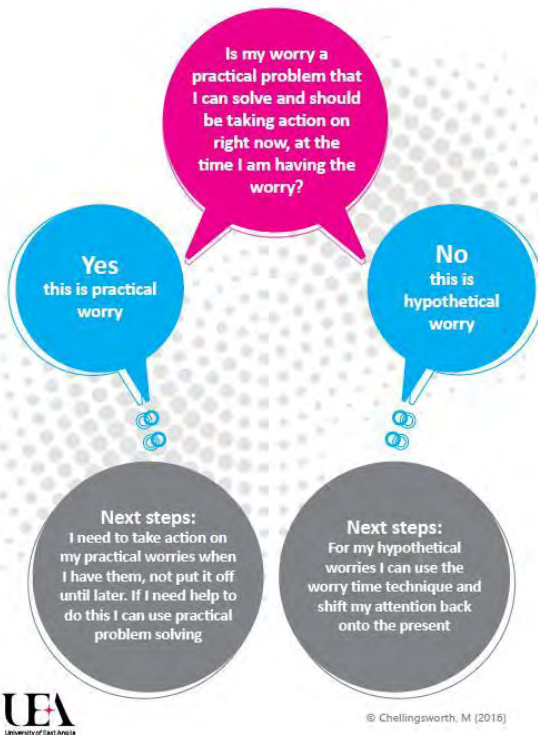 Is my worry a
practical problem that
I can solve and should
be taking action on
right now, at the
time I am having the
worry?
Yes
this is practical
worry
No
this is
hypothetical
worry
Next steps:
I need to take action on
my practical worries when
I have them, not put it off
until later. If I need help to
do this I can use practical
problem solving
Next steps:
For my hypothetical
worries I can use the
worry time technique and
shift my attention back
onto the present
UEA
University of East Anglia
© Chellingsworth, M (2016)